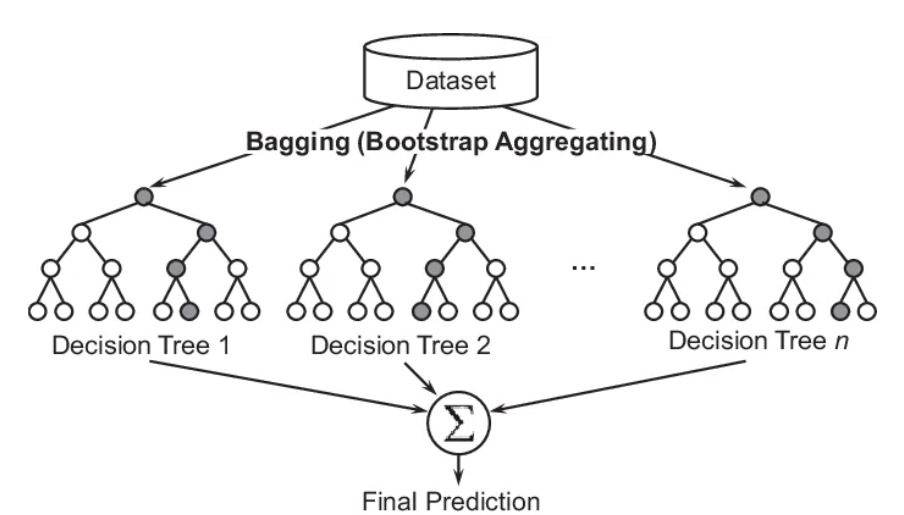 Dataset
Bagging (Bootstrap Aggregating)
...
Decision Tree 1
Decision Tree 2
Decision Tree n
Σ
Final Prediction